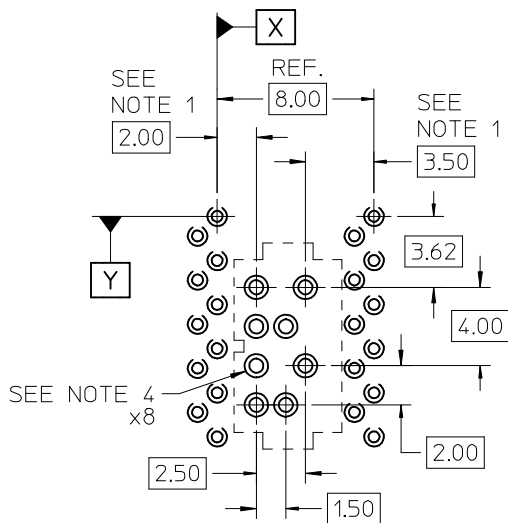 X
SEE
NOTE 1
REF.
8.00
SEE
NOTE 1
2.00
3.50
Y
3.62
4.00
SEE NOTE 4
x8
2.50
2.00
1.50